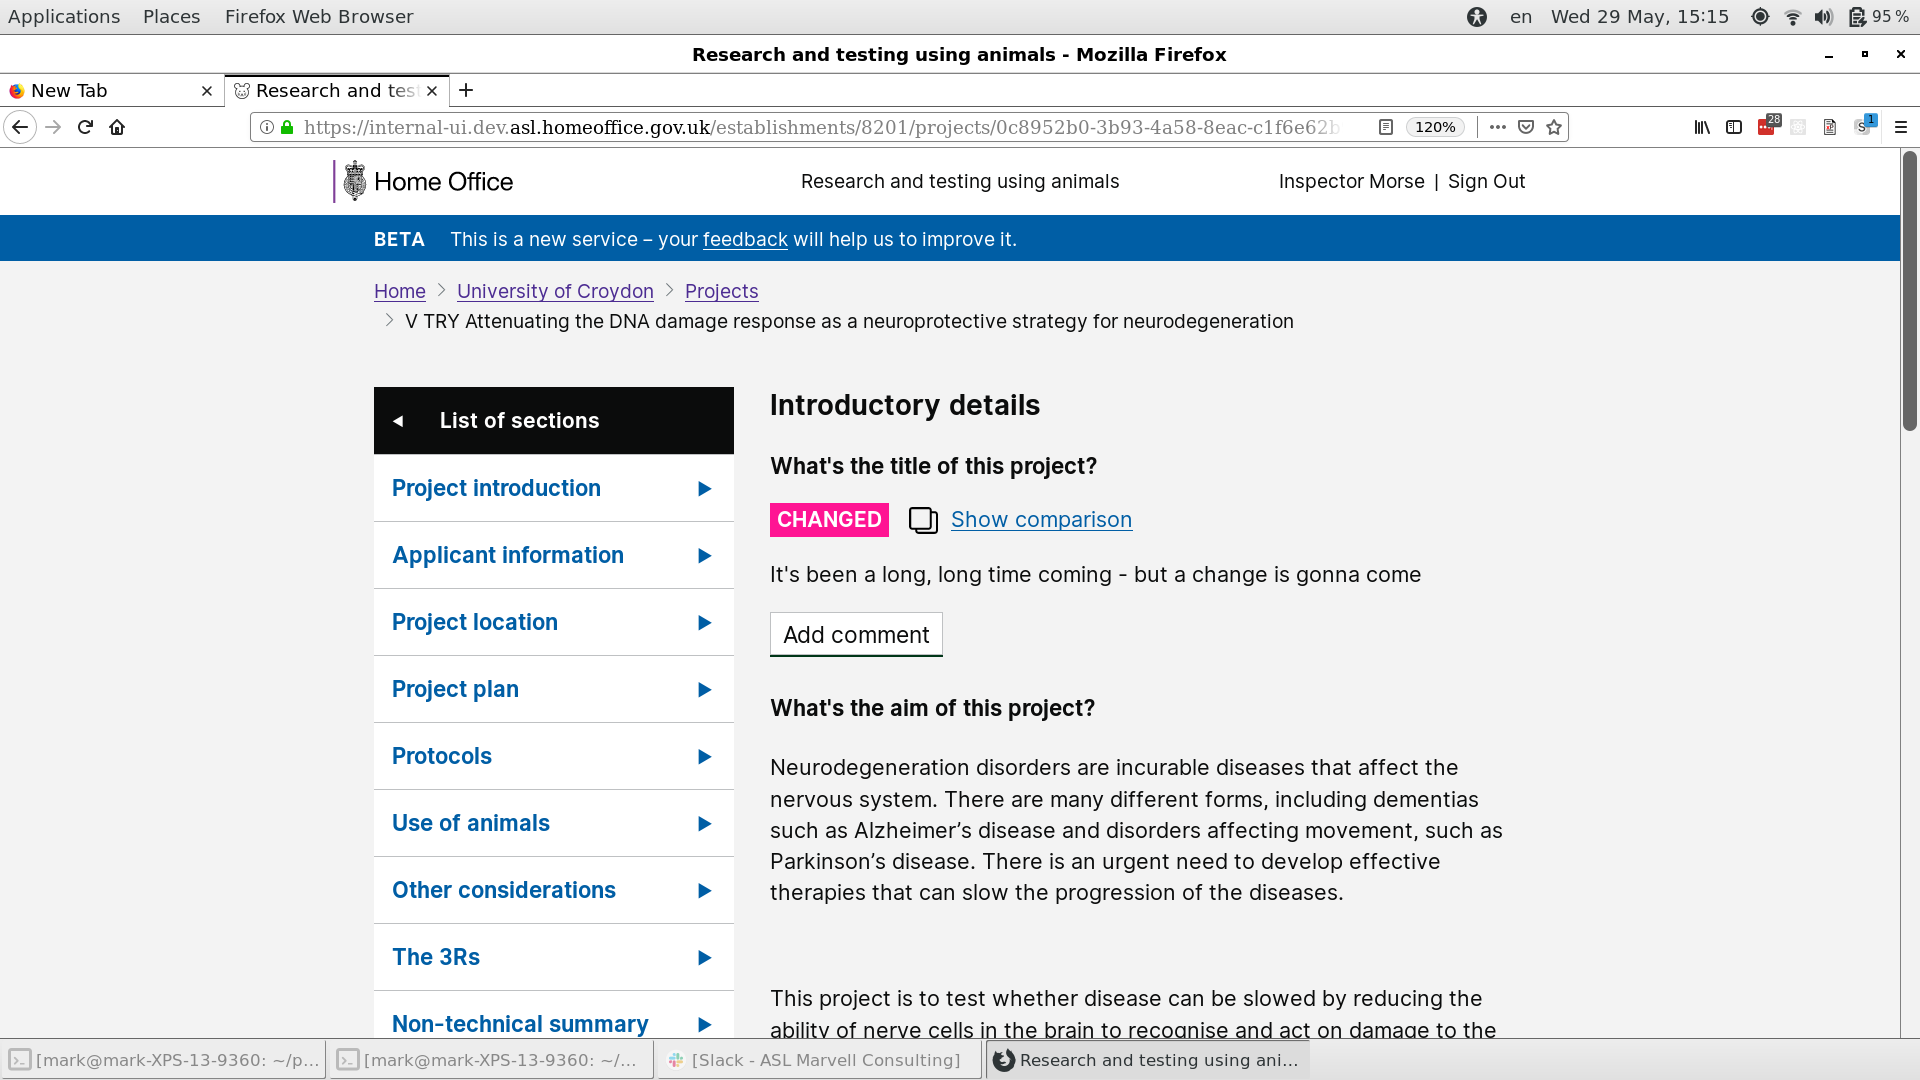 Applications Places Firefox Web Browser en Wed 29 May, 15:15 95 %
Research and testing using animals - Mozilla Firefox
New Tab Research and tes
https://internal-ui.dev.asl.homeoffice.gov.uk/establishments/8201/projects/0c8952b0-3b93-4a58-8eac-c1f6e62b 120% 28 S 1
Home Office Research and testing using animals Inspector Morse | Sign Out
BETA This is a new service – your feedback will help us to improve it.
Home University of Croydon Projects
V TRY Attenuating the DNA damage response as a neuroprotective strategy for neurodegeneration
List of sections
Project introduction
Applicant information
Project location
Project plan
Protocols
Use of animals
Other considerations
The 3Rs
Non-technical summary
Introductory details
What's the title of this project?
CHANGED Show comparison
It's been a long, long time coming - but a change is gonna come
Add comment
What's the aim of this project?
Neurodegeneration disorders are incurable diseases that affect the
nervous system. There are many different forms, including dementias
such as Alzheimer’s disease and disorders affecting movement, such as
Parkinson’s disease. There is an urgent need to develop effective
therapies that can slow the progression of the diseases.
This project is to test whether disease can be slowed by reducing the
ability of nerve cells in the brain to recognise and act on damage to the
[mark@mark-XPS-13-9360: ~/p... [mark@mark-XPS-13-9360: ~/... [Slack - ASL Marvell Consulting] Research and testing using ani...